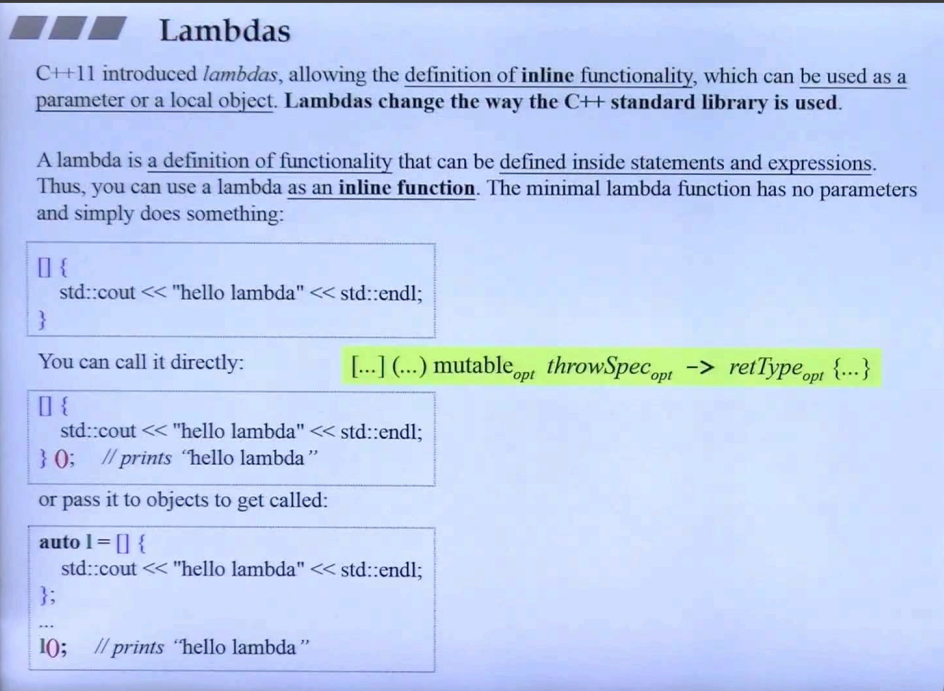 Lambdas
C++11 introduced lambdas, allowing the definition of inline functionality, which can be used as a
parameter or a local object. Lambdas change the way the C++ standard library is used.
A lambda is a definition of functionality that can be defined inside statements and expressions.
Thus, you can use a lambda as an inline function. The minimal lambda function has no parameters
and simply does something:
[] {
std::cout << "hello lambda" << std::endl;
}
You can call it directly:
[...] (...) mutable opt throwSpec opt -> retType opt {...}
[] {
std::cout << "hello lambda" << std::endl;
} (); // prints “hello lambda”
or pass it to objects to get called:
auto l = [] {
std::cout << "hello lambda" << std::endl;
};
...
l(); // prints “hello lambda”